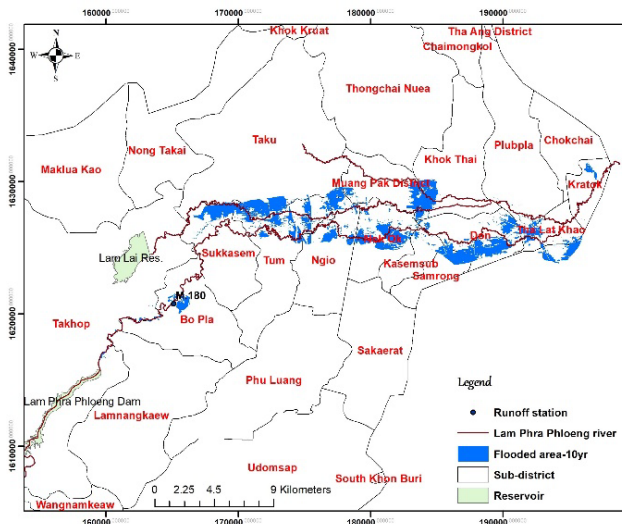 160000
170000
180000
190000
Khok Kruat
Tha Ang District
Chaimongkol
1640000
W
N
E
S
Thongchai Nuea
Nong Takai
Taku
Plubpla
Chokchai
Maklua Kao
Khok Thai
1630000
Muang Pak District
Kratok
Lam Lai Res.
Sukkasem
Tum
Ngio
Don
Lat Khao
Kasemsub
Samrong
M.180
1620000
Takhop
Bo Pla
Sakaerat
Phu Luang
Legend
Lam Phra Phloeng Dam
Lamnangkaew
Runoff station
Lam Phra Phloeng river
Flooded area-10yr
Sub-district
Reservoir
1610000
Udomsap
South Khon Buri
0 2.25 4.5 9 Kilometers
Wangnamkeaw
160000
170000
180000
190000